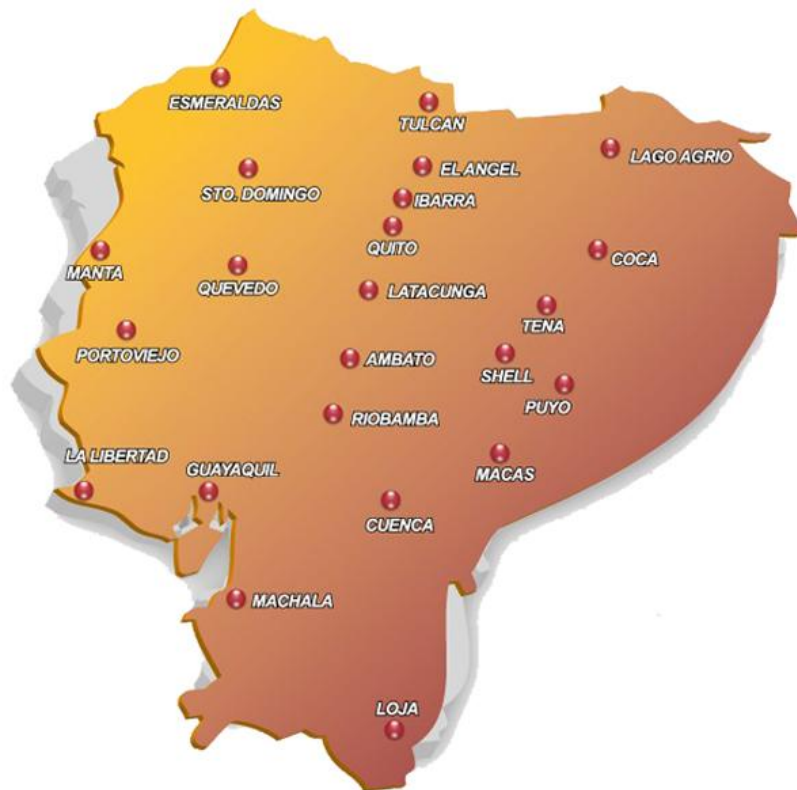 ESMERALDAS
TULCAN
LAGO AGRIO
EL ANGEL
STO. DOMINGO
IBARRA
QUITO
COCA
MANTA
QUEVEDO
LATACUNGA
TENA
PORTOVIEJO
AMBATO
SHELL
PUYO
RIOBAMBA
LA LIBERTAD
GUAYAQUIL
MACAS
CUENCA
MACHALA
LOJA